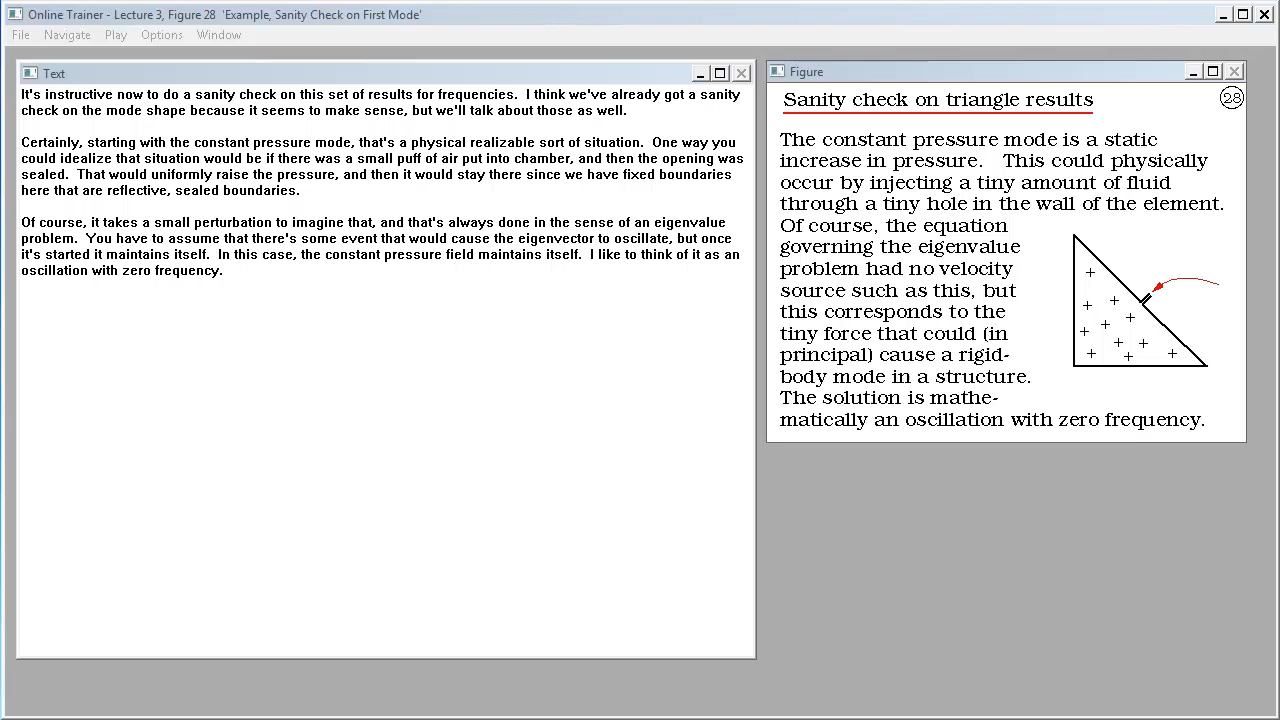 Online Trainer - Lecture 3, Figure 28  'Example, Sanity Check on First Mode'
File Navigate Play Options Window
Text
It's instructive now to do a sanity check on this set of results for frequencies.  I think we've already got a sanity
check on the mode shape because it seems to make sense, but we'll talk about those as well.
Certainly, starting with the constant pressure mode, that's a physical realizable sort of situation.  One way you
could idealize that situation would be if there was a small puff of air put into chamber, and then the opening was
sealed.  That would uniformly raise the pressure, and then it would stay there since we have fixed boundaries
here that are reflective, sealed boundaries.
Of course, it takes a small perturbation to imagine that, and that's always done in the sense of an eigenvalue
problem.  You have to assume that there's some event that would cause the eigenvector to oscillate, but once
it's started it maintains itself.  In this case, the constant pressure field maintains itself.  I like to think of it as an
oscillation with zero frequency.
Figure
Sanity check on triangle results
28
The constant pressure mode is a static
increase in pressure.   This could physically
occur by injecting a tiny amount of fluid
through a tiny hole in the wall of the element.
Of course, the equation
governing the eigenvalue
problem had no velocity
source such as this, but
this corresponds to the
tiny force that could (in
principal) cause a rigid-
body mode in a structure.
The solution is mathe-
matically an oscillation with zero frequency.